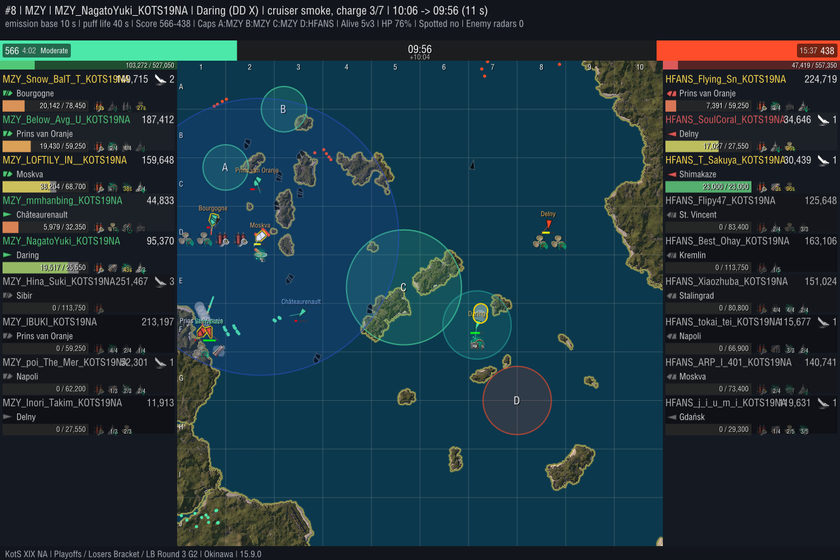 #8 | MZY | MZY_NagatoYuki_KOTS19NA | Daring (DD X) | cruiser smoke, charge 3/7 | 10:06 -> 09:56 (11 s)
emission base 10 s | puff life 40 s | Score 566-438 | Caps A:MZY B:MZY C:MZY D:HFANS | Alive 5v3 | HP 76% | Spotted no | Enemy radars 0
566 4:02 Moderate
09:56
+10:04
15:37 438
103,272 / 527,050
47,419 / 557,350
1 2 3 4 5 6 7 8 9 10
MZY_Snow_BalT_T_KOTS19NA
2
Bourgogne
20,142 / 78,450
MZY_Below_Avg_U_KOTS19NA 187,412
Prins van Oranje
19,430 / 59,250
MZY_LOFTILY_IN__KOTS19NA 159,648
Moskva
/ 68,700
MZY_mmhanbing_KOTS19NA 44,833
Châteaurenault
5,979 / 32,350
MZY_NagatoYuki_KOTS19NA 95,370
Daring
MZY_Hina_Suki_KOTS19NA 251,467 3
Sibir
0 / 113,750
MZY_IBUKI_KOTS19NA 213,197
Prins van Oranje
0 / 59,250
MZY_poi_The_Mer_KOTS19NA 1
Napoli
0 / 62,200
MZY_Inori_Takim_KOTS19NA 11,913
Delny
0 / 27,550
A
B
C
D
E
F
G
H
B
A
C
D
Bourgogne
Moskva
Châteaurenault
Delny
HFANS_Flying_Sn_KOTS19NA 224,719
Prins van Oranje
7,391 / 59,250
HFANS_SoulCoral_KOTS19NA 34,646 1
Delny
/ 27,550
HFANS_T_Sakuya_KOTS19NA 30,439 1
Shimakaze
23,000 / 23,000
HFANS_Flipy47_KOTS19NA 125,648
St. Vincent
0 / 83,400
HFANS_Best_Ohay_KOTS19NA 163,106
Kremlin
0 / 113,750
HFANS_Xiaozhuba_KOTS19NA 151,024
Stalingrad
0 / 80,800
HFANS_tokai_tei_KOTS19NA 115,677 1
Napoli
0 / 66,900
HFANS_ARP_I_401_KOTS19NA 140,741
Moskva
0 / 73,400
HFANS_j_i_u_m_i_KOTS19NA 1
Gdańsk
0 / 29,300
KotS XIX NA | Playoffs / Losers Bracket / LB Round 3 G2 | Okinawa | 15.9.0